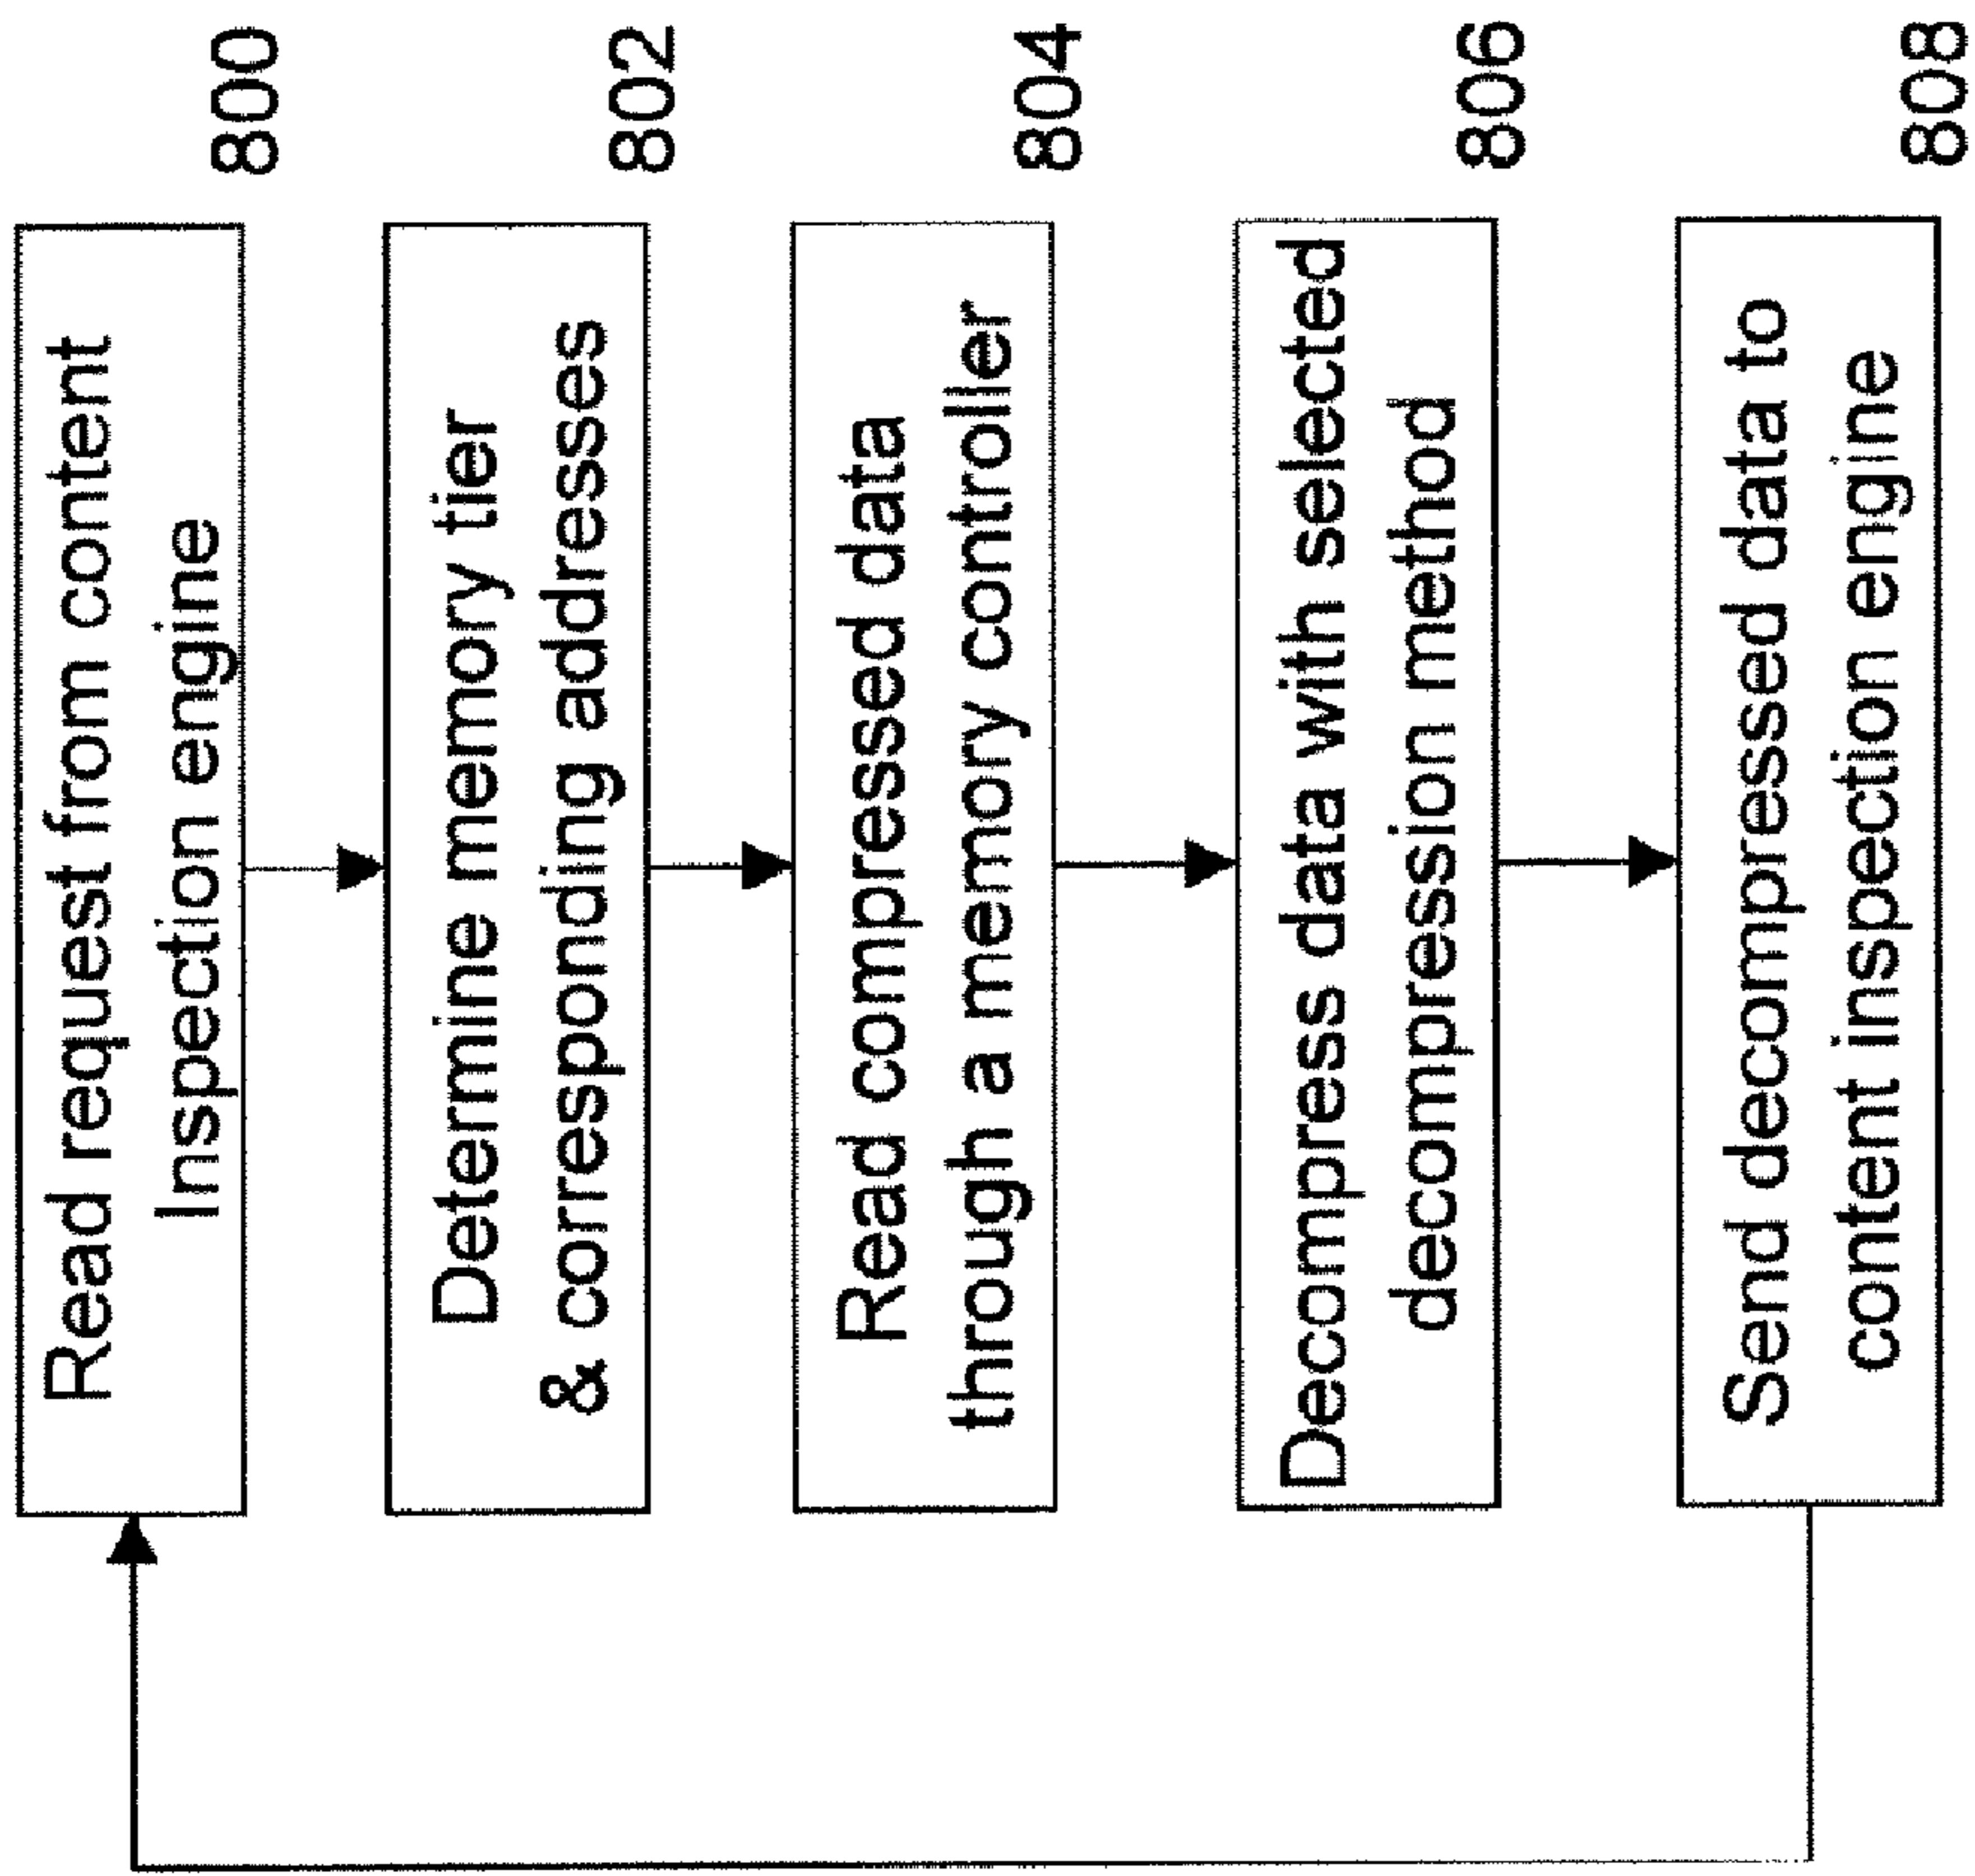 Read request from content
Inspection engine
800
Determine memory tier
& corresponding addresses
802
Read compressed data
through a memory controller
804
Decompress data with selected
decompression method
806
Send decompressed data to
content inspection engine
808